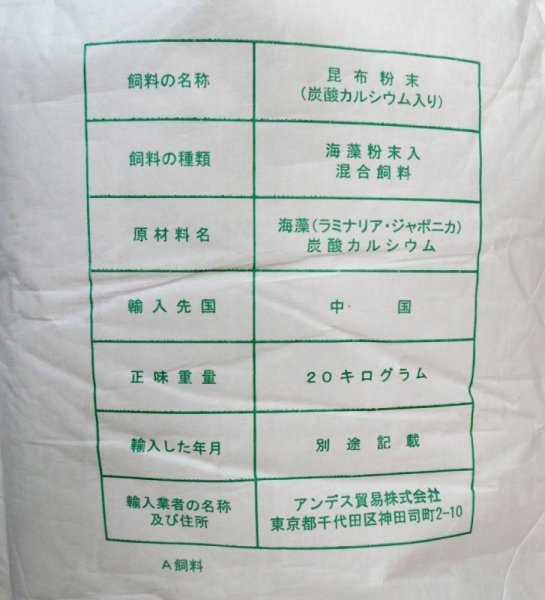 飼料の名称
昆布粉末
(炭酸カルシウム入り)
飼料の種類
海藻粉末入
混合飼料
原材料名
海藻(ラミナリア・ジャポニカ)
炭酸カルシウム
輸入先国
中国
正味重量
20キログラム
輸入した年月
別途記載
輸入業者の名称
及び住所
アンデス貿易株式会社
東京都千代田区神田司町2-10
A飼料